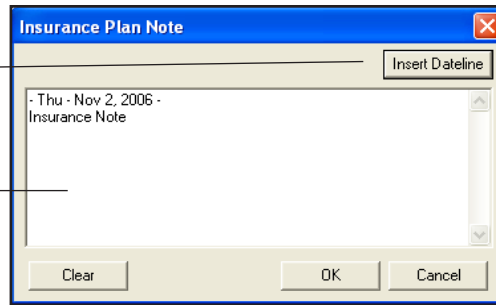 Insurance Plan Note
Insert Dateline
- Thu - Nov 2, 2006 -
Insurance Note
Clear
OK
Cancel